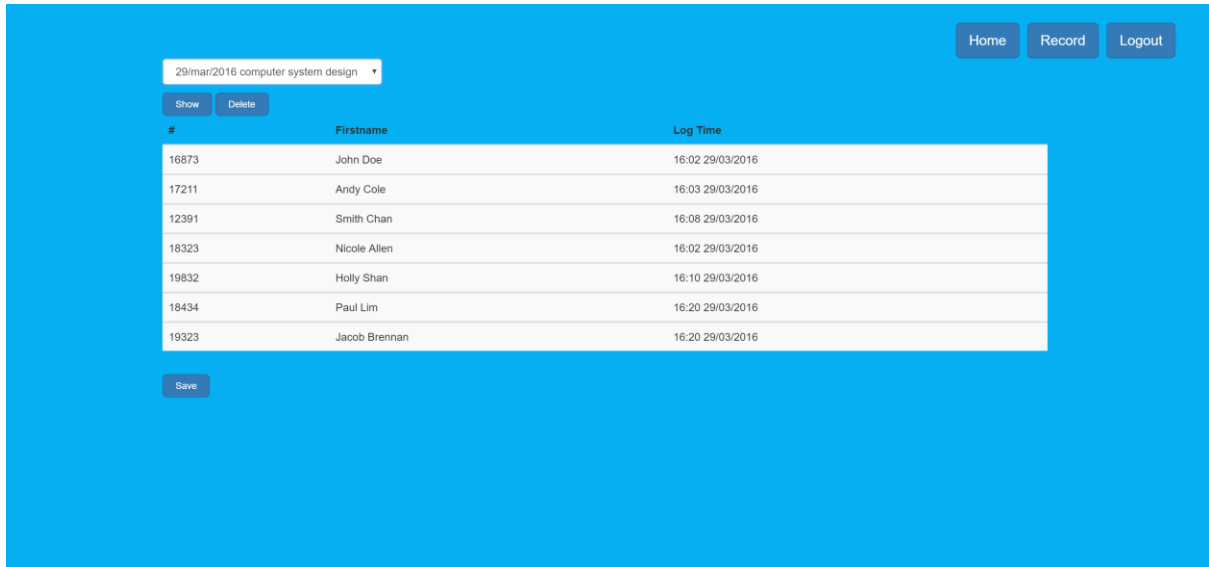 Home Record Logout
29/mar/2016 computer system design
Show Delete
# Firstname Log Time
16873 John Doe 16:02 29/03/2016
17211 Andy Cole 16:03 29/03/2016
12391 Smith Chan 16:08 29/03/2016
18323 Nicole Allen 16:02 29/03/2016
19832 Holly Shan 16:10 29/03/2016
18434 Paul Lim 16:20 29/03/2016
19323 Jacob Brennan 16:20 29/03/2016
Save